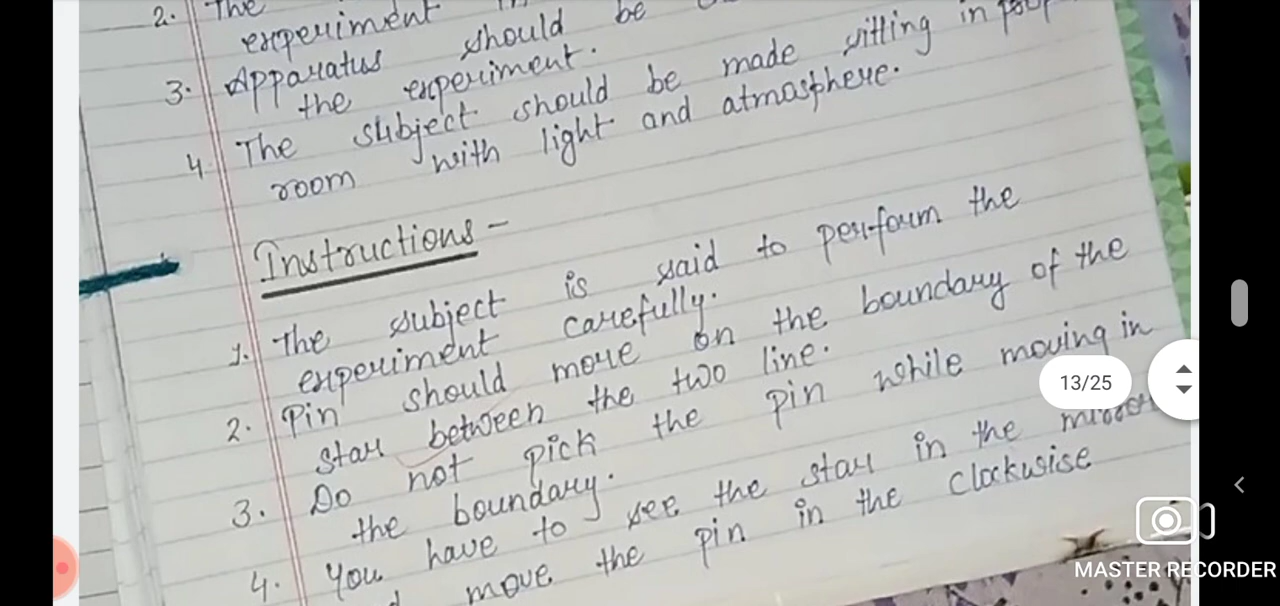 2. The
experiment
3. Apparatus should be
the experiment.
4. The subject should be made sitting in
room with light and atmosphere.
Instructions -
1. The subject is said to perform the
experiment carefully.
2. Pin should move on the boundary of the
star between the two line.
3. Do not pick the pin while moving in
the boundary.
4. You have to see the star in the mirror
move the pin in the clockwise
13/25
MASTER RECORDER